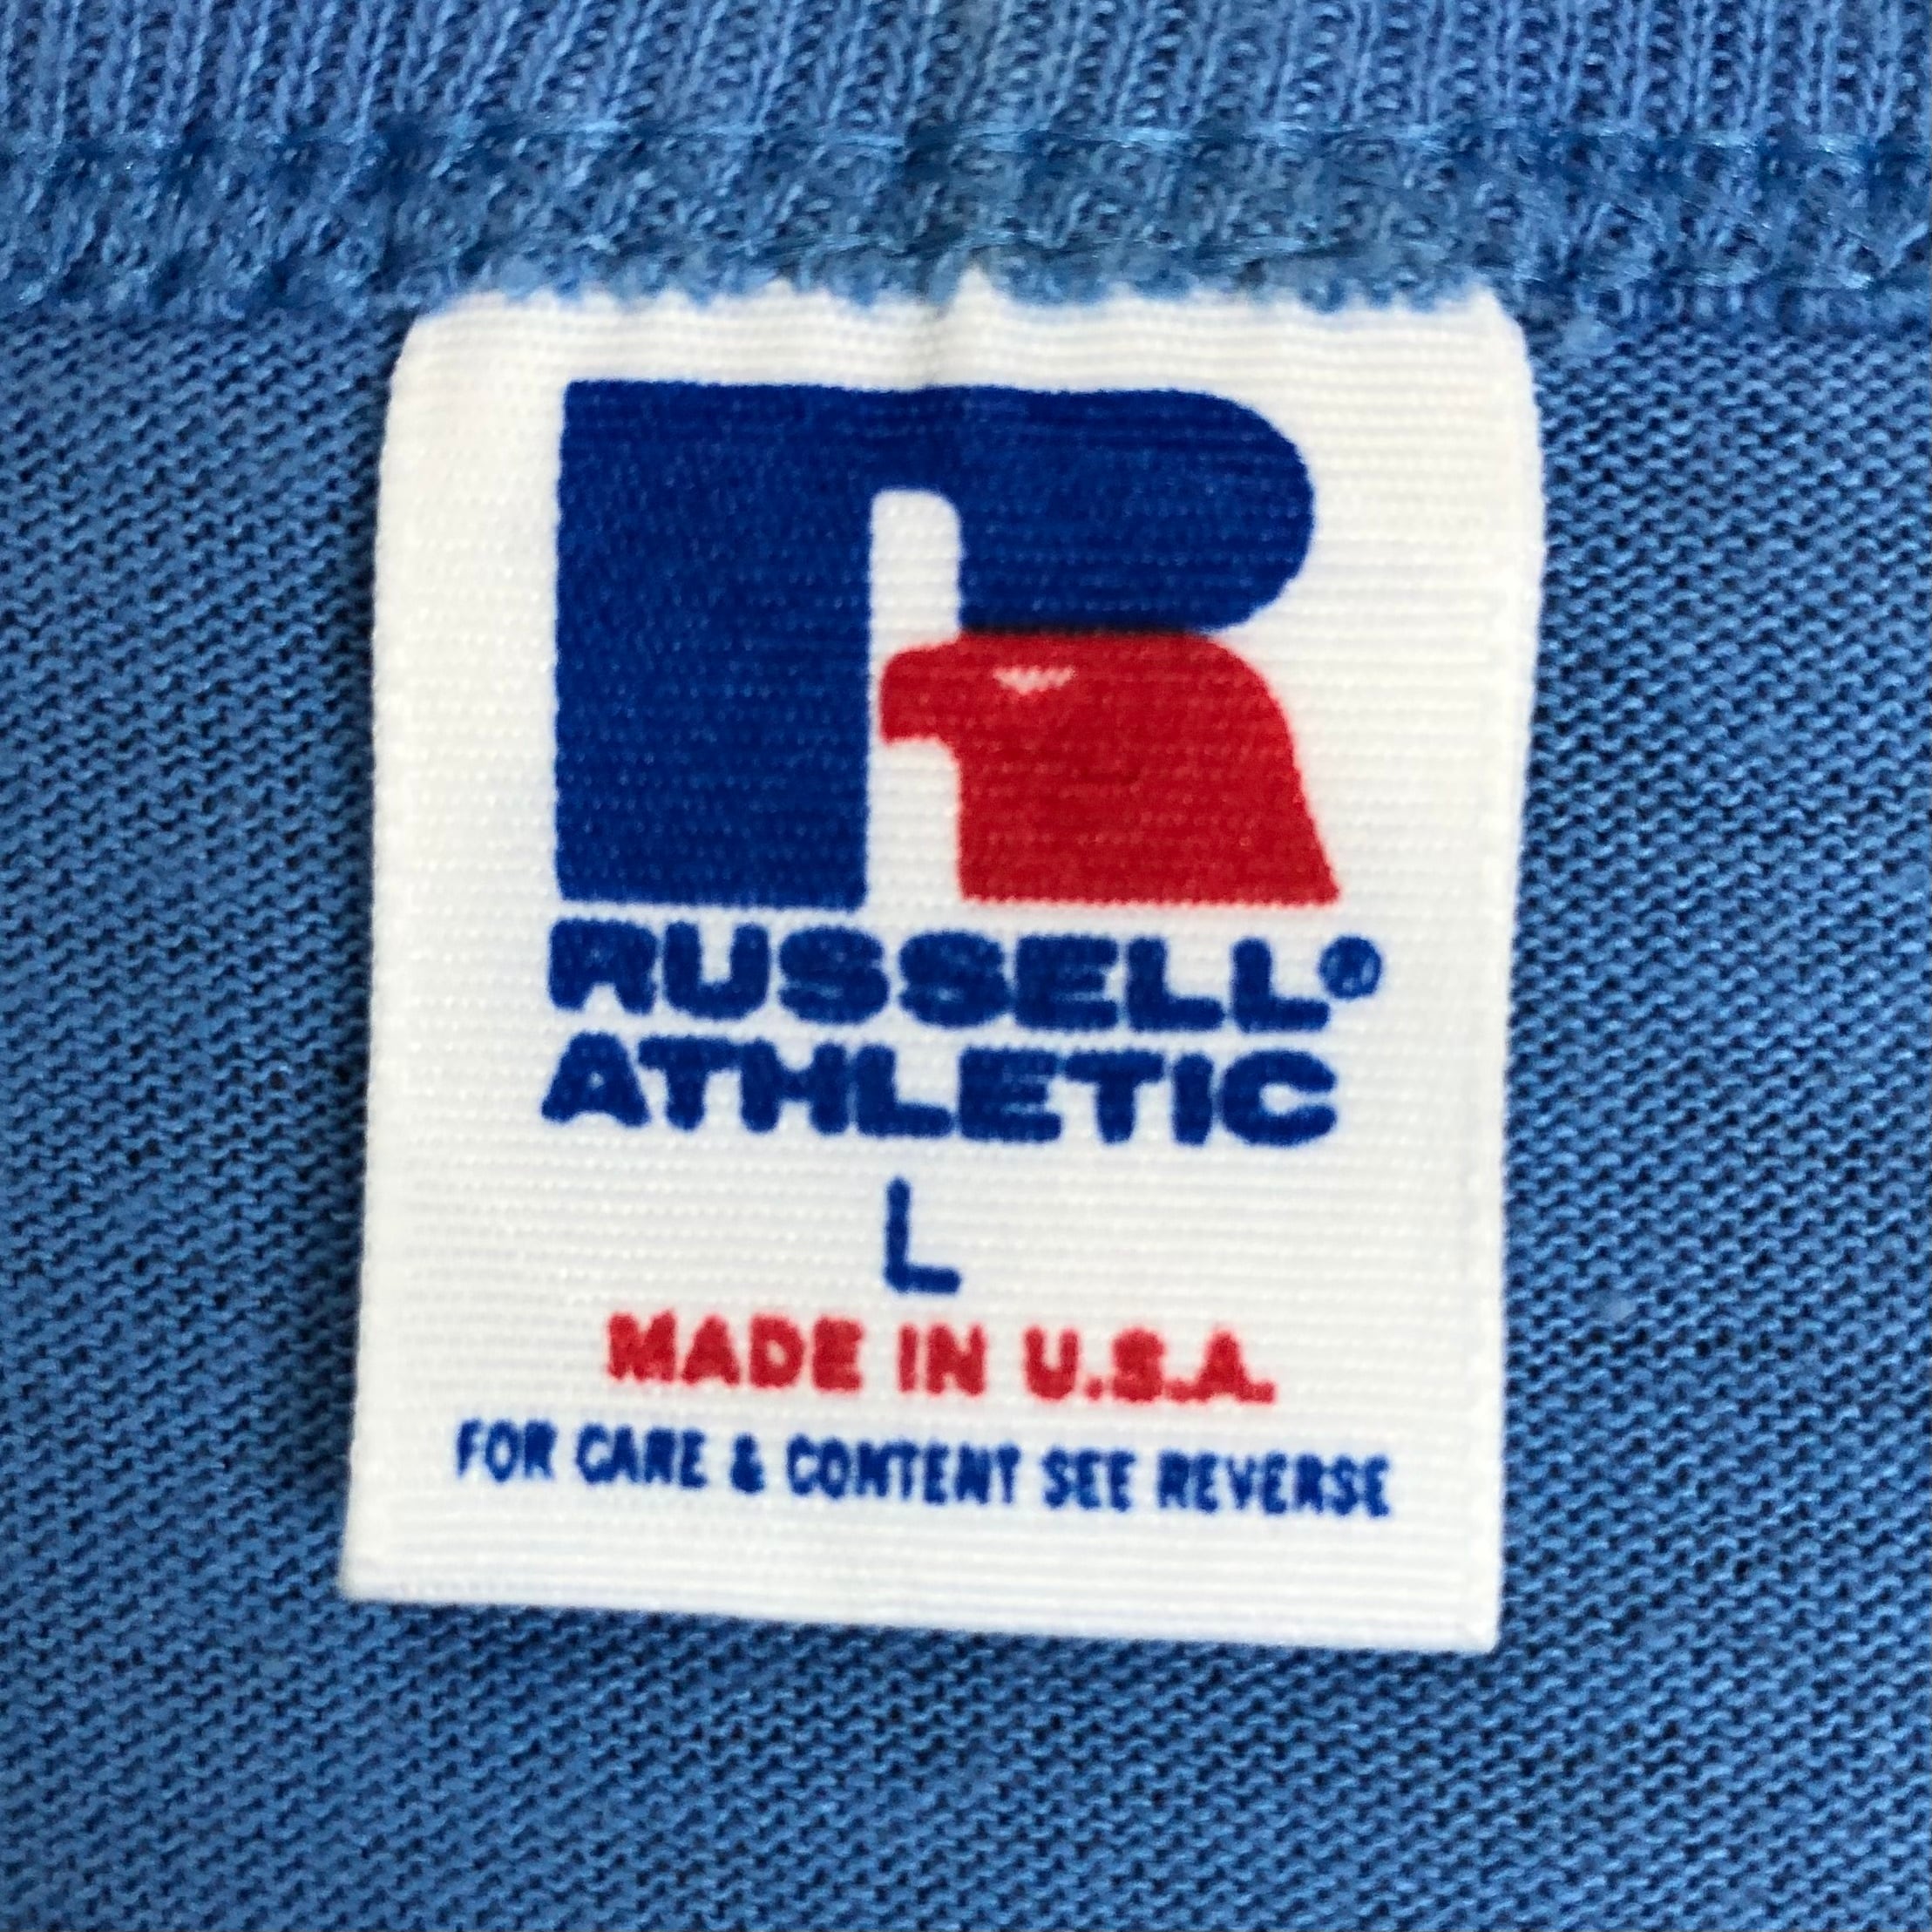 RUSSELL®
ATHLETIC
L
MADE IN U.S.A.
FOR CARE & CONTENT SEE REVERSE